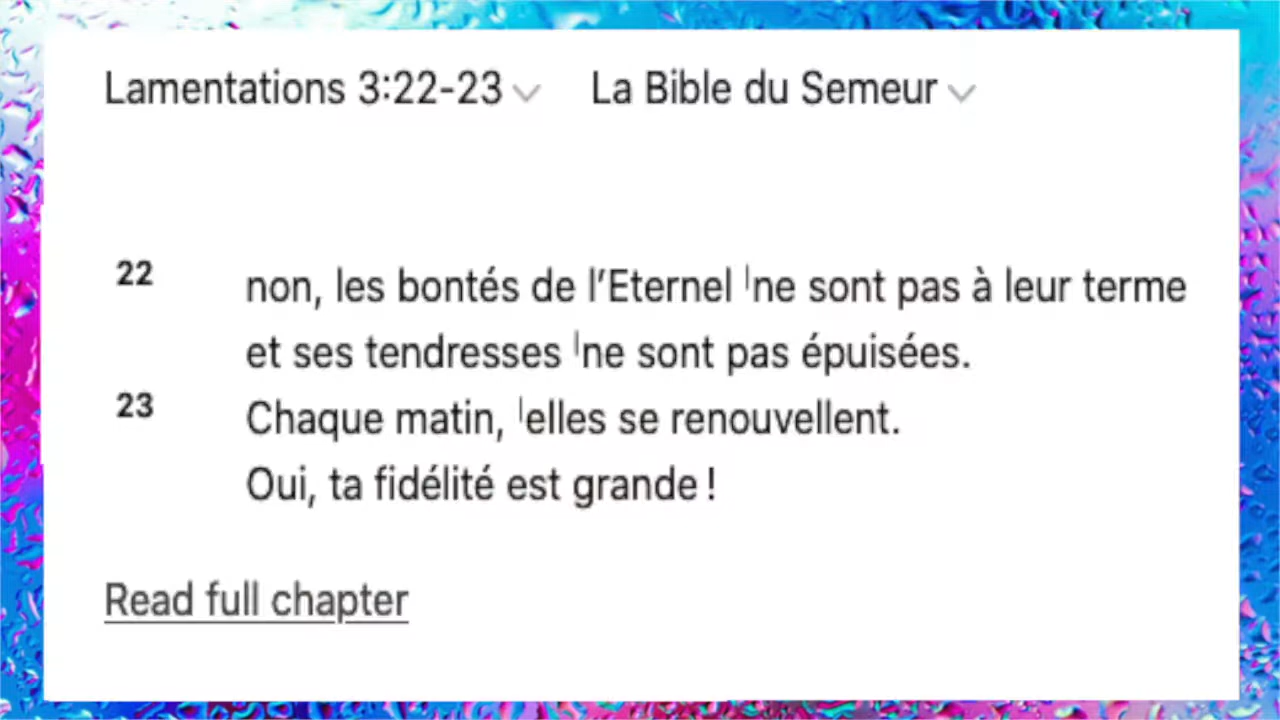 Lamentations 3:22-23 La Bible du Semeur
22 non, les bontés de l’Eternel |ne sont pas à leur terme
et ses tendresses |ne sont pas épuisées.
23 Chaque matin, |elles se renouvellent.
Oui, ta fidélité est grande !
Read full chapter